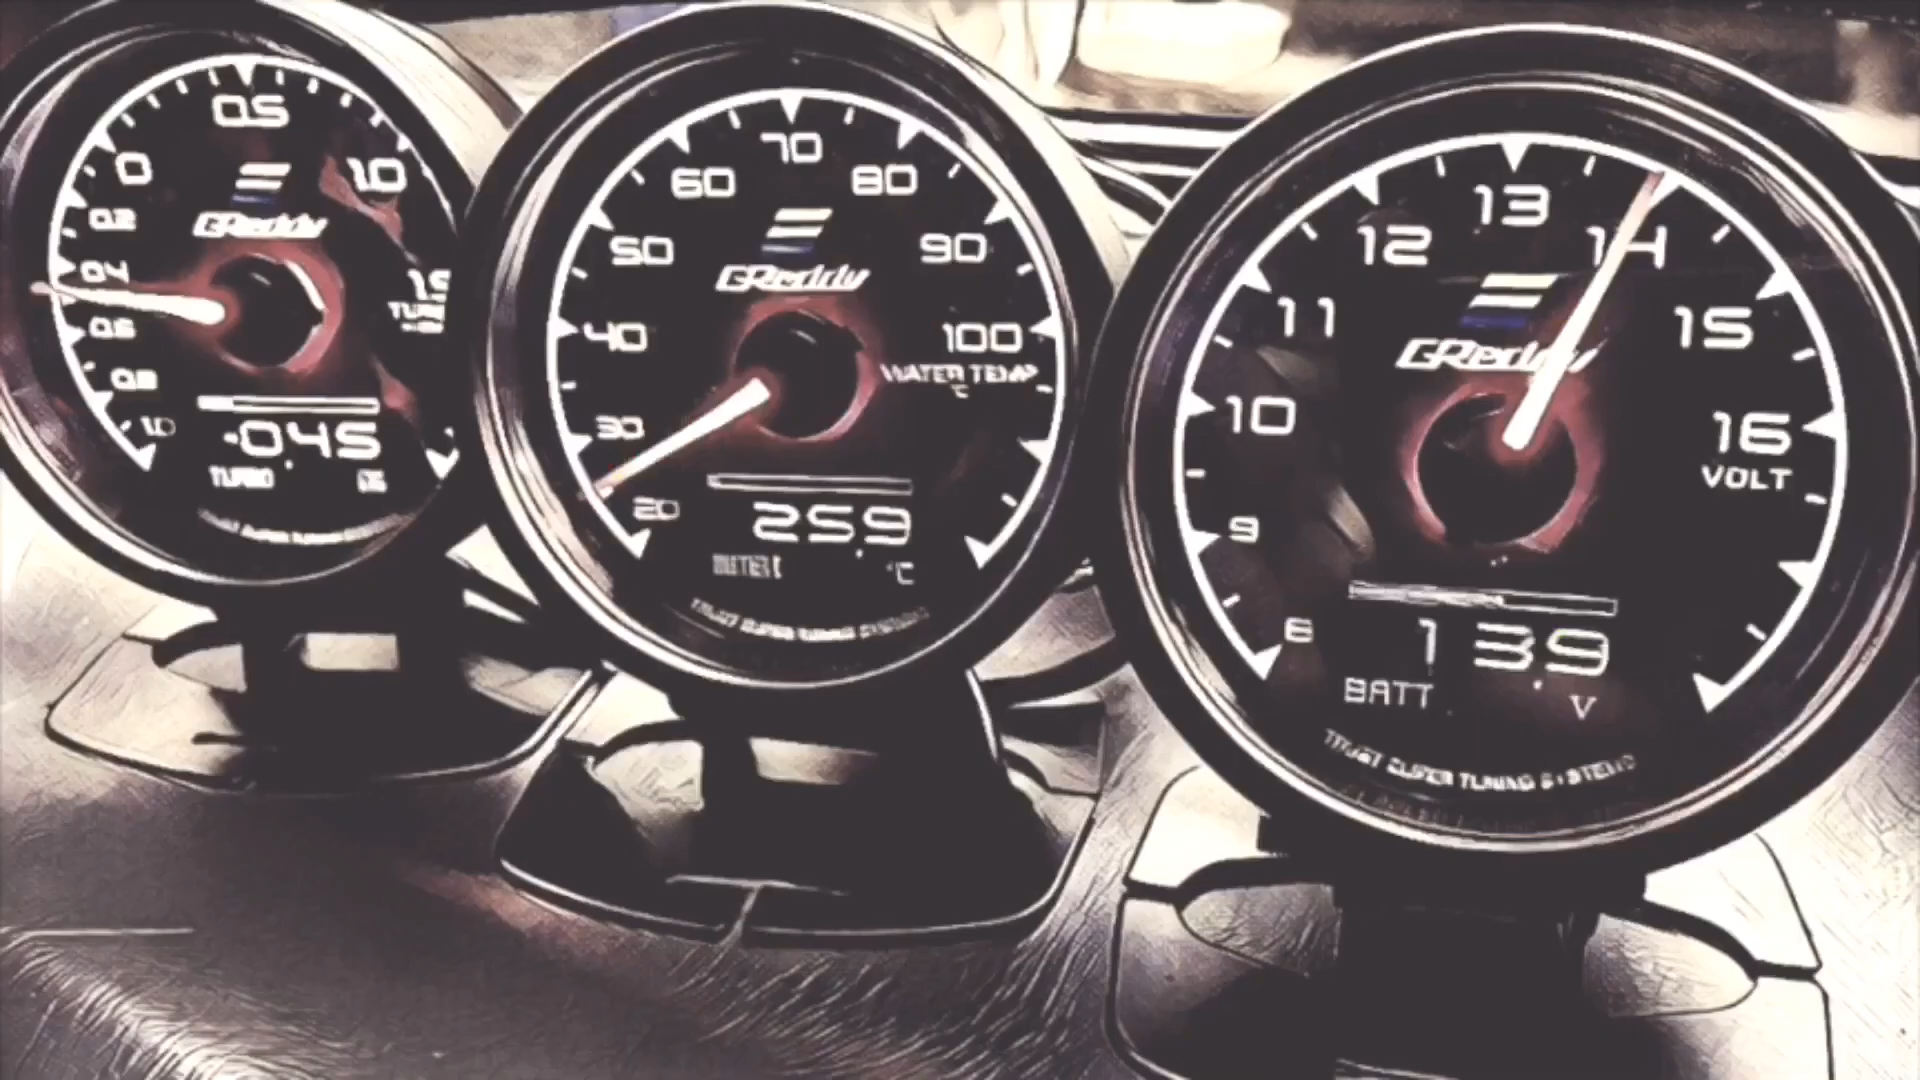 0.5
0
1.0
0.2
GReddy
0.4
0.6
0.8
1.0
-0.45
TURBO
70
60
80
50
90
GReddy
40
100
WATER TEMP
°C
30
20
25.9
°C
TRUST SUPER TUNING SYSTEMS
13
12
14
11
15
GReddy
10
16
VOLT
9
8
13.9
BATT
V
TRUST SUPER TUNING SYSTEMS